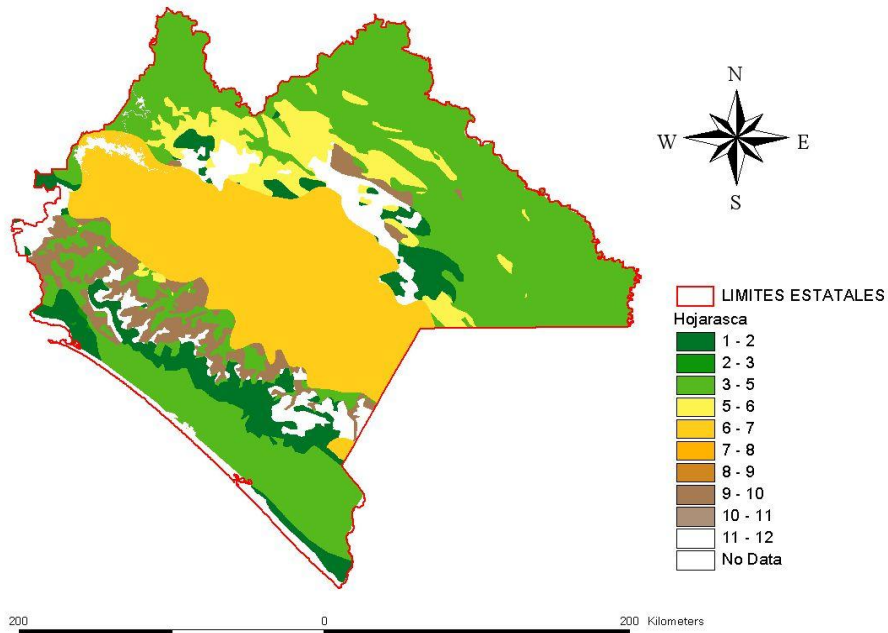 N
W E
S
LIMITES ESTATALES
Hojarasca
1 - 2
2 - 3
3 - 5
5 - 6
6 - 7
7 - 8
8 - 9
9 - 10
10 - 11
11 - 12
No Data
200 0 200 Kilometers